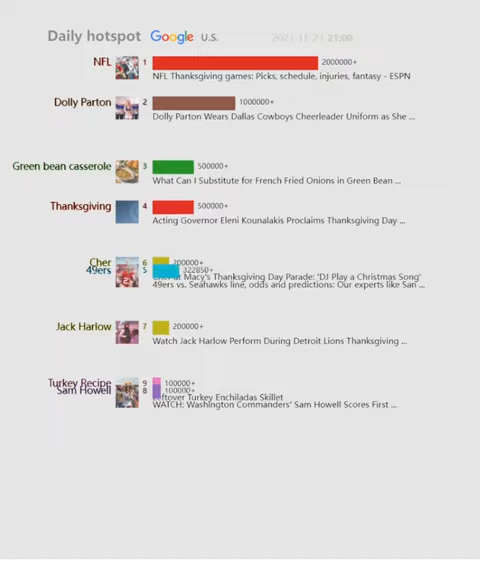 Daily hotspot Google U.S. 21:00
NFL 1 2000000+
NFL Thanksgiving games: Picks, schedule, injuries, fantasy - ESPN
Dolly Parton 2 1000000+
Dolly Parton Wears Dallas Cowboys Cheerleader Uniform as She ...
Green bean casserole 3 500000+
What Can I Substitute for French Fried Onions in Green Bean ...
Thanksgiving 4 500000+
Acting Governor Eleni Kounalakis Proclaims Thanksgiving Day ...
Cher 6 200000+
49ers 5 322850+
Cher at Macy's Thanksgiving Day Parade: 'DJ Play a Christmas Song'
49ers vs. Seahawks line, odds and predictions: Our experts like San ...
Jack Harlow 7 200000+
Watch Jack Harlow Perform During Detroit Lions Thanksgiving ...
Turkey Recipe 9 100000+
Sam Howell 8 100000+
Leftover Turkey Enchiladas Skillet
WATCH: Washington Commanders' Sam Howell Scores First ...